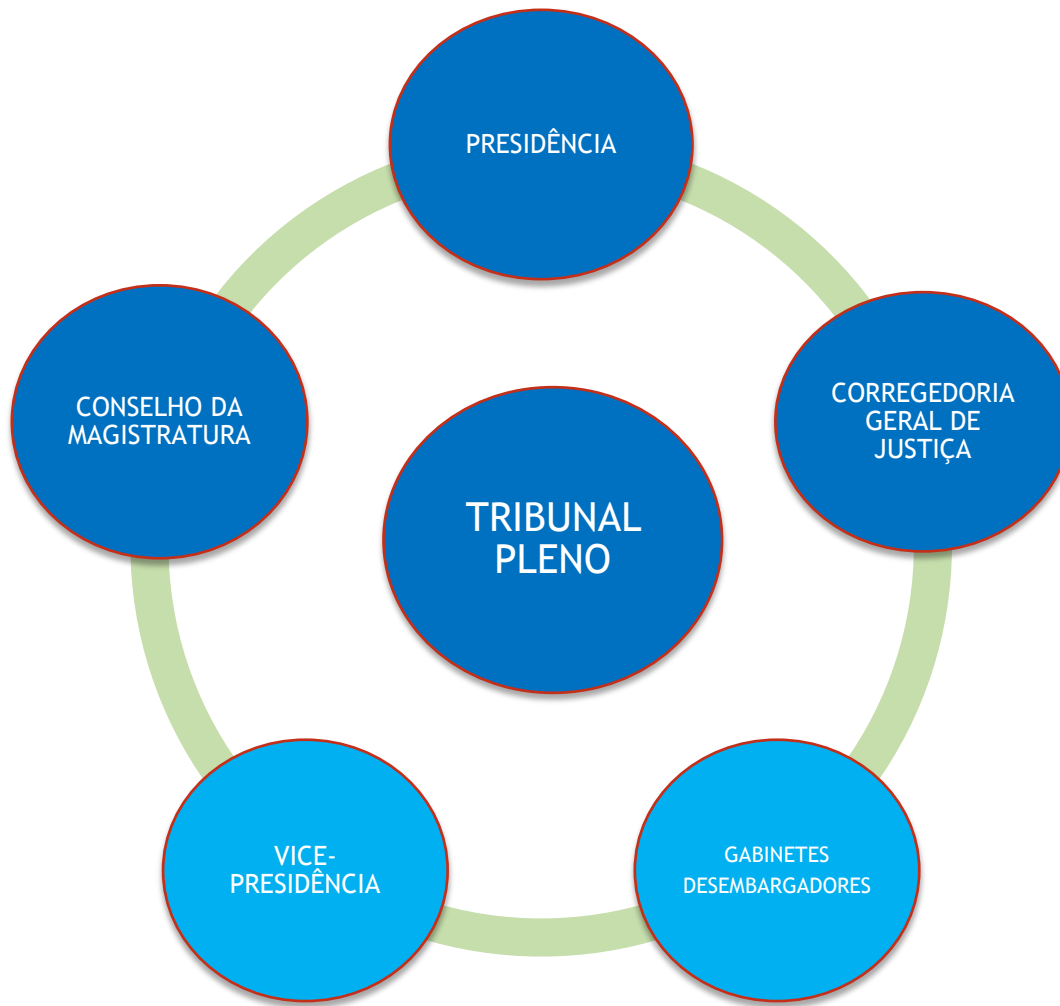 PRESIDÊNCIA
CONSELHO DA
MAGISTRATURA
CORREGEDORIA
GERAL DE
JUSTIÇA
TRIBUNAL
PLENO
VICE-
PRESIDÊNCIA
GABINETES
DESEMBARGADORES